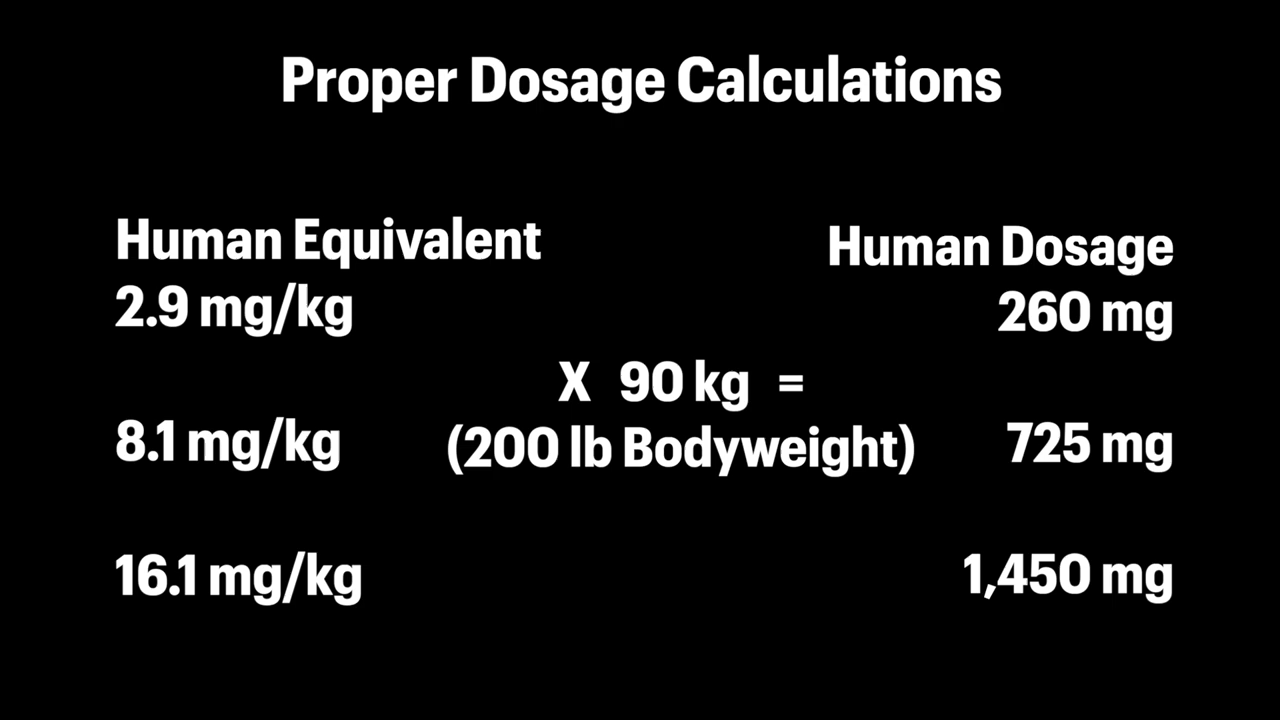 Proper Dosage Calculations
Human Equivalent
Human Dosage
2.9 mg/kg
260 mg
X 90 kg =
(200 lb Bodyweight)
8.1 mg/kg
725 mg
16.1 mg/kg
1,450 mg